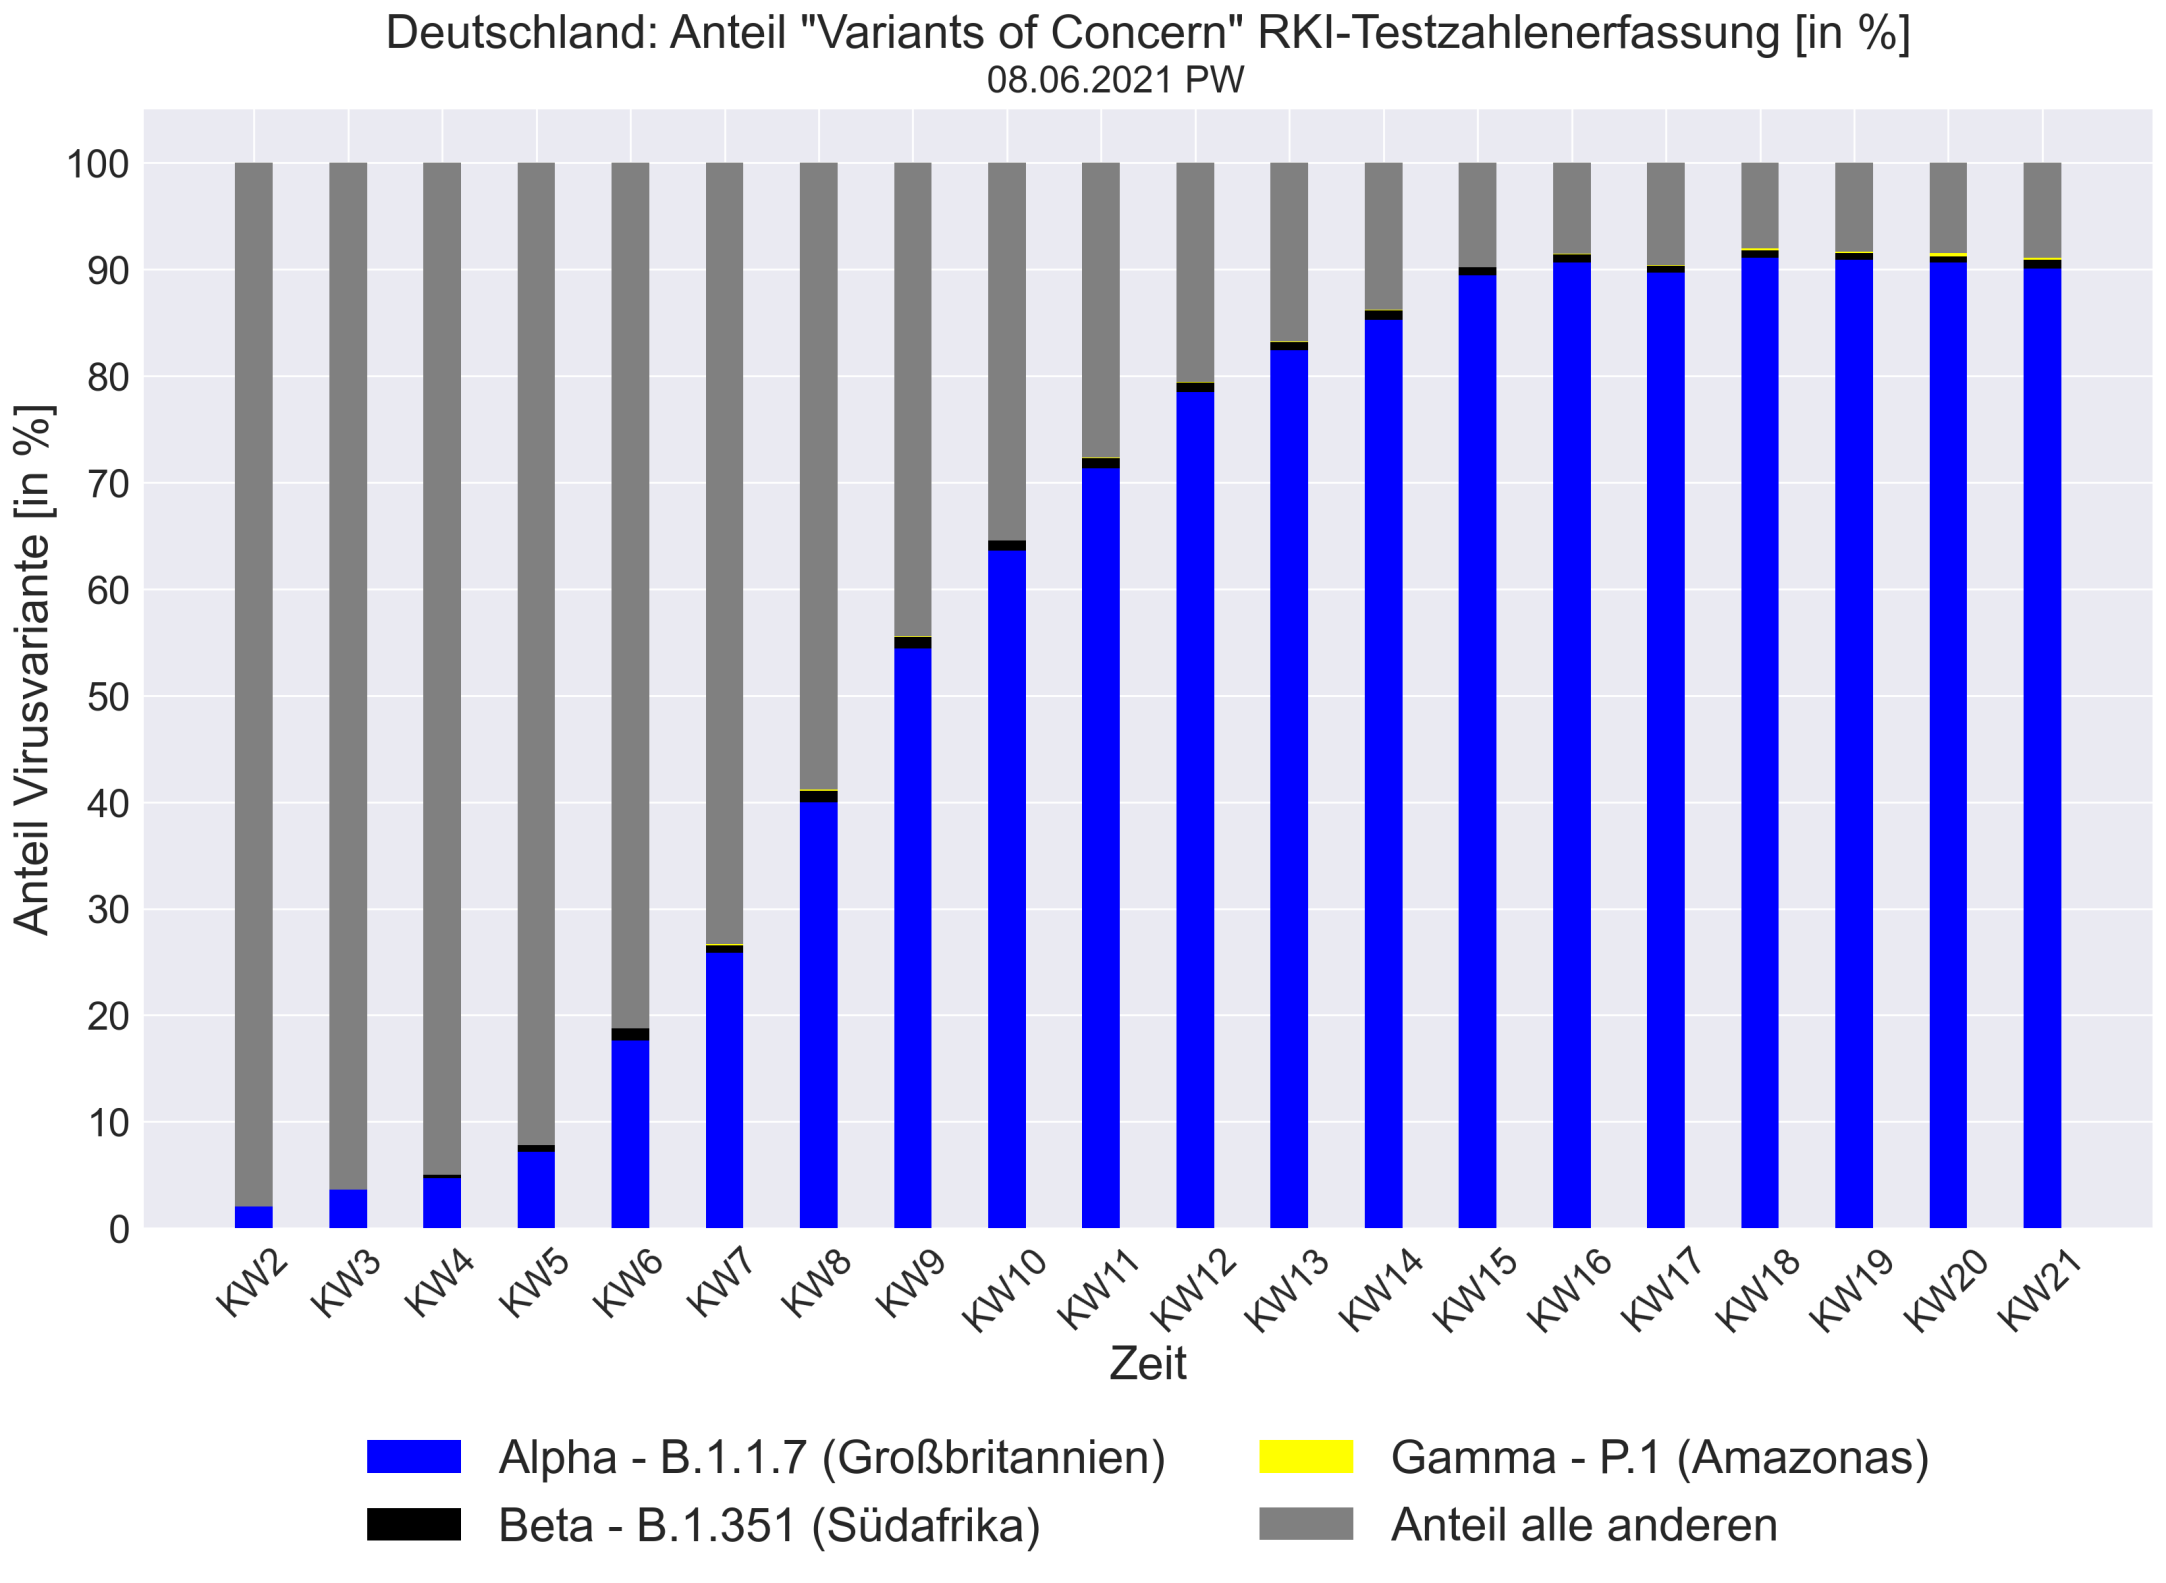 Deutschland: Anteil "Variants of Concern" RKI-Testzahlenerfassung [in %]
08.06.2021 PW
Anteil Virusvariante [in %]
100
90
80
70
60
50
40
30
20
10
0
KW2
KW3
KW4
KW5
KW6
KW7
KW8
KW9
KW10
KW11
KW12
KW13
KW14
KW15
KW16
KW17
KW18
KW19
KW20
KW21
Zeit
Alpha - B.1.1.7 (Großbritannien)
Beta - B.1.351 (Südafrika)
Gamma - P.1 (Amazonas)
Anteil alle anderen